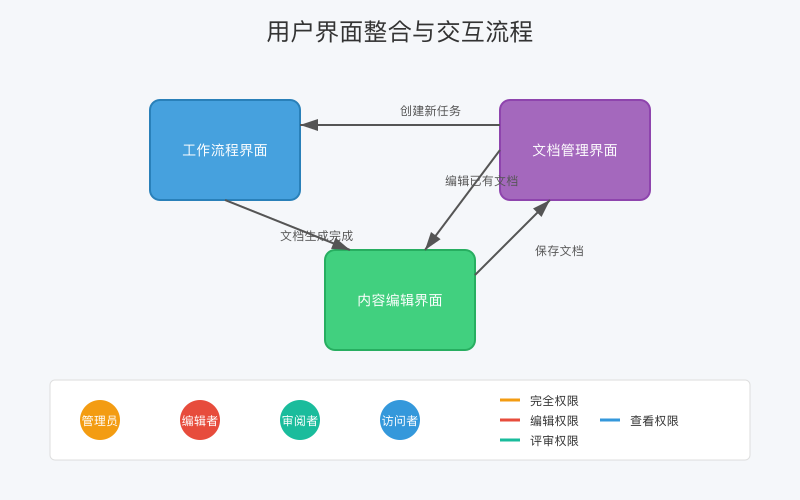 用户界面整合与交互流程
创建新任务
工作流程界面
文档管理界面
编辑已有文档
文档生成完成
保存文档
内容编辑界面
管理员
编辑者
审阅者
访问者
完全权限
编辑权限
查看权限
评审权限